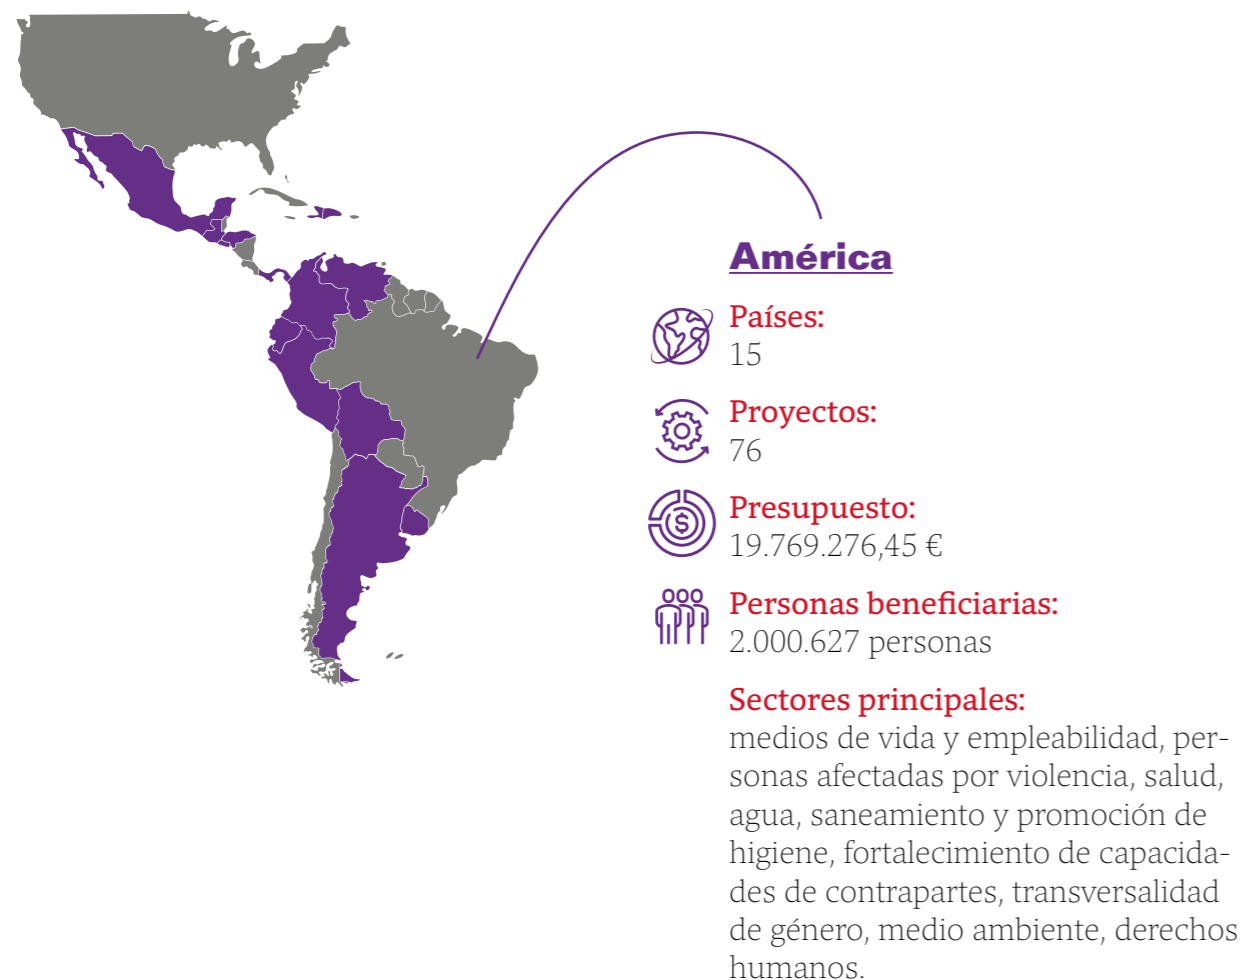 América
Países:
15
Proyectos:
76
Presupuesto:
19.769.276,45 €
Personas beneficiarias:
2.000.627 personas
Sectores principales:
medios de vida y empleabilidad, per-
sonas afectadas por violencia, salud,
agua, saneamiento y promoción de
higiene, fortalecimiento de capacida-
des de contrapartes, transversalidad
de género, medio ambiente, derechos
humanos.